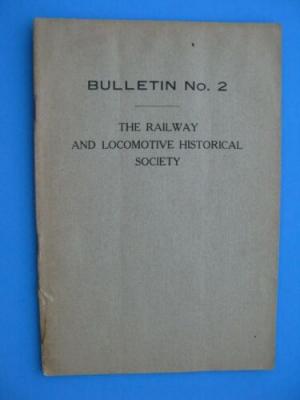 BULLETIN No. 2
THE RAILWAY
AND LOCOMOTIVE HISTORICAL
SOCIETY